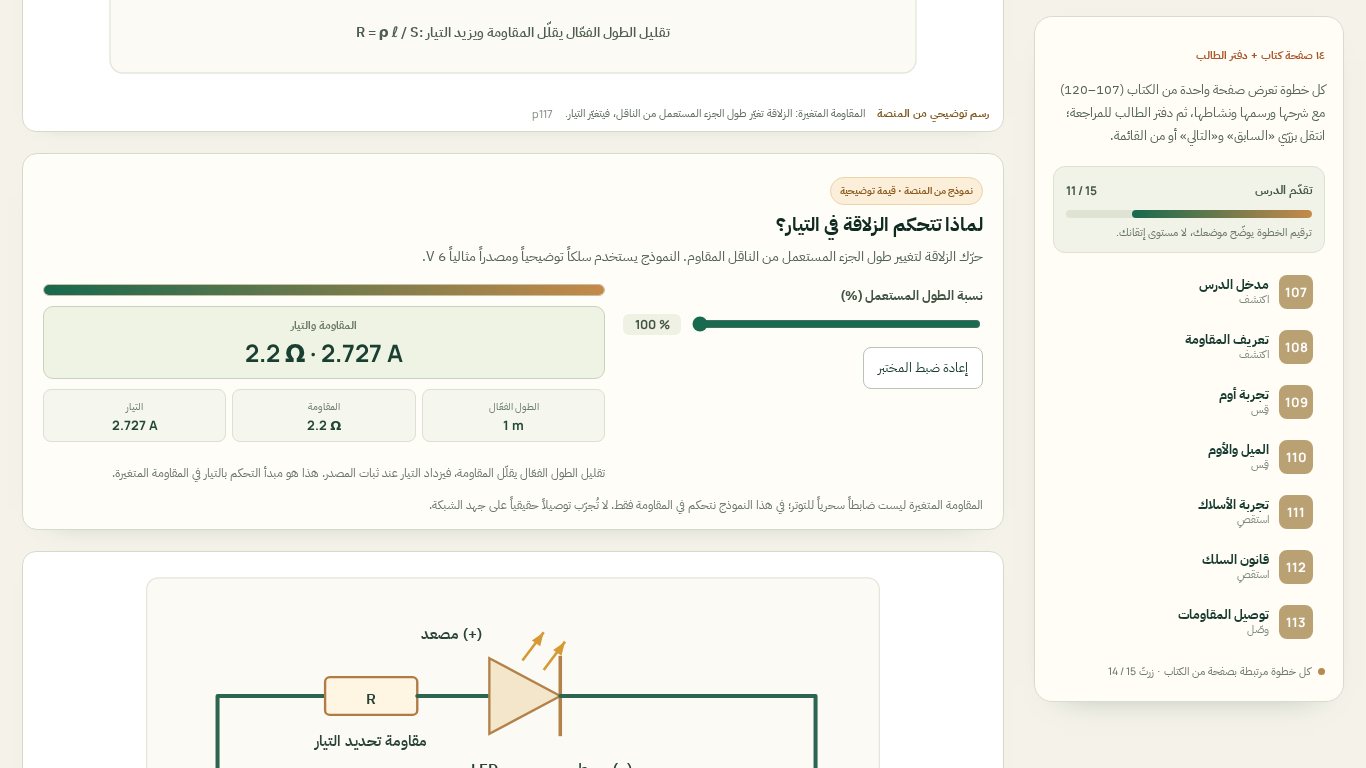 ١٤ صفحة كتاب + دفتر الطالب
كل خطوة تعرض صفحة واحدة من الكتاب (107–120)
مع شرحها ورسمها ونشاطها، ثم دفتر الطالب للمراجعة؛
انتقل بزرّي «السابق» و«التالي» أو من القائمة.
تقدّم الدرس
11 / 15
ترقيم الخطوة يوضّح موضعك، لا مستوى إتقانك.
107
مدخل الدرس
اكتشف
108
تعريف المقاومة
اكتشف
109
تجربة أوم
قِس
110
الميل والأوم
قِس
111
تجربة الأسلاك
استقصِ
112
قانون السلك
استقصِ
113
توصيل المقاومات
وصّل
كل خطوة مرتبطة بصفحة من الكتاب · زرتَ 15 / 14
تقليل الطول الفعّال يقلّل المقاومة ويزيد التيار: R = ρ ℓ / S
رسم توضيحي من المنصة
المقاومة المتغيرة: الزلاقة تغيّر طول الجزء المستعمل من الناقل، فيتغيّر التيار.
p117
نموذج من المنصة · قيمة توضيحية
لماذا تتحكم الزلاقة في التيار؟
حرّك الزلاقة لتغيير طول الجزء المستعمل من الناقل المقاوم. النموذج يستخدم سلكاً توضيحياً ومصدراً مثالياً 6 V.
نسبة الطول المستعمل (%)
100 %
إعادة ضبط المختبر
المقاومة والتيار
2.2 Ω · 2.727 A
الطول الفعّال
1 m
المقاومة
2.2 Ω
التيار
2.727 A
تقليل الطول الفعّال يقلّل المقاومة، فيزداد التيار عند ثبات المصدر. هذا هو مبدأ التحكم بالتيار في المقاومة المتغيرة.
المقاومة المتغيرة ليست ضابطاً سحرياً للتوتر؛ في هذا النموذج نتحكم في المقاومة فقط. لا تُجرّب توصيلاً حقيقياً على جهد الشبكة.
مصعد (+)
R
مقاومة تحديد التيار